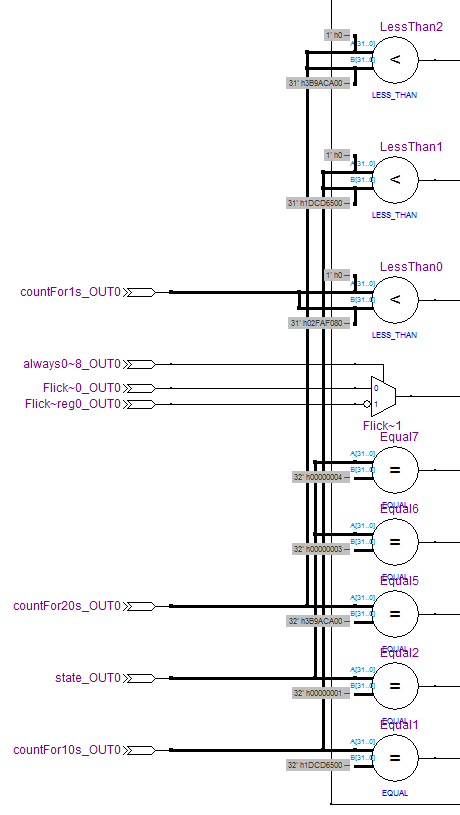 LessThan2
1' h0
A[31..0]
B[31..0]
<
31' h3B9ACA00
LESS_THAN
LessThan1
1' h0
A[31..0]
B[31..0]
<
31' h1DCD6500
LESS_THAN
LessThan0
1' h0
A[31..0]
countFor1s_OUT0
B[31..0]
<
31' h02FAF080
LESS_THAN
always0~8_OUT0
Flick~0_OUT0
0
Flick~reg0_OUT0
1
Flick~1
Equal7
A[31..0]
B[31..0]
=
32' h00000004
EQUAL
Equal6
A[31..0]
B[31..0]
=
32' h00000003
EQUAL
Equal5
A[31..0]
countFor20s_OUT0
B[31..0]
=
32' h3B9ACA00
EQUAL
Equal2
A[31..0]
state_OUT0
B[31..0]
=
32' h00000001
EQUAL
Equal1
A[31..0]
countFor10s_OUT0
B[31..0]
=
32' h1DCD6500
EQUAL